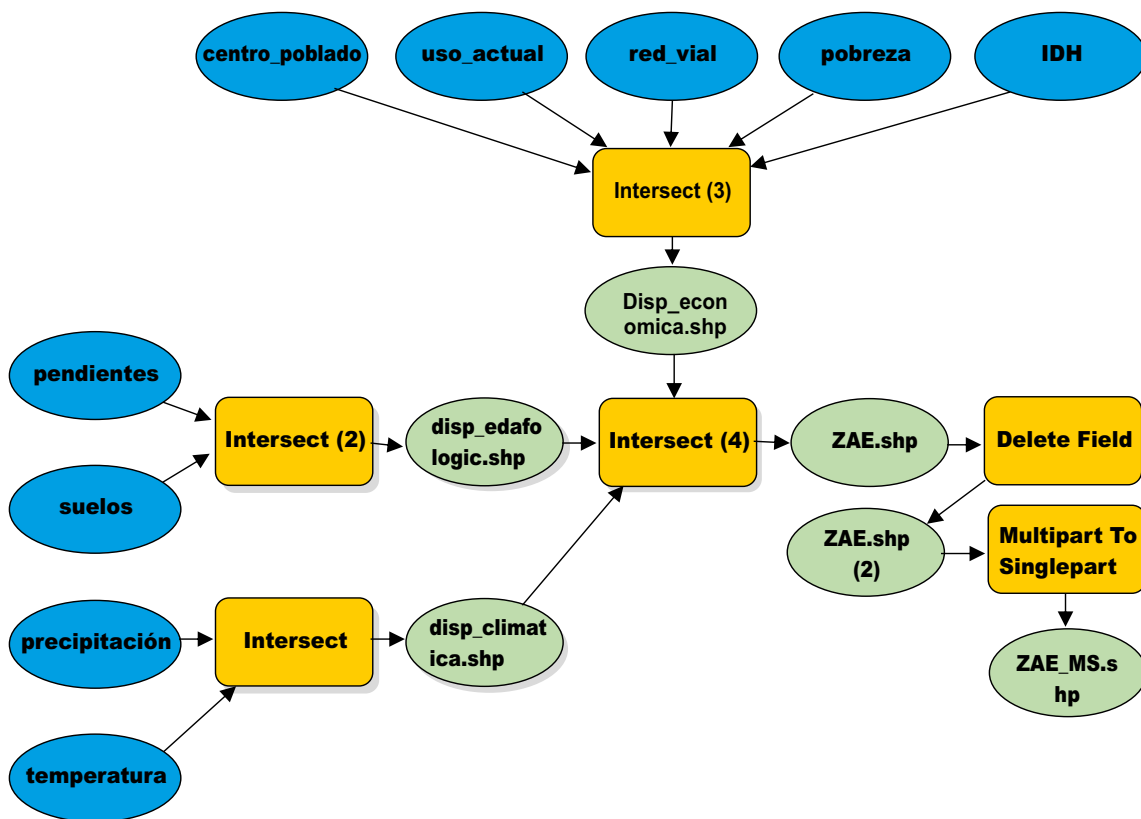 centro_poblado
uso_actual
red_vial
pobreza
IDH
Intersect (3)
Disp_econ
omica.shp
pendientes
suelos
Intersect (2)
disp_edafo
logic.shp
Intersect (4)
ZAE.shp
Delete Field
ZAE.shp
(2)
Multipart To
Singlepart
precipitación
Intersect
disp_climat
ica.shp
ZAE_MS.s
hp
temperatura